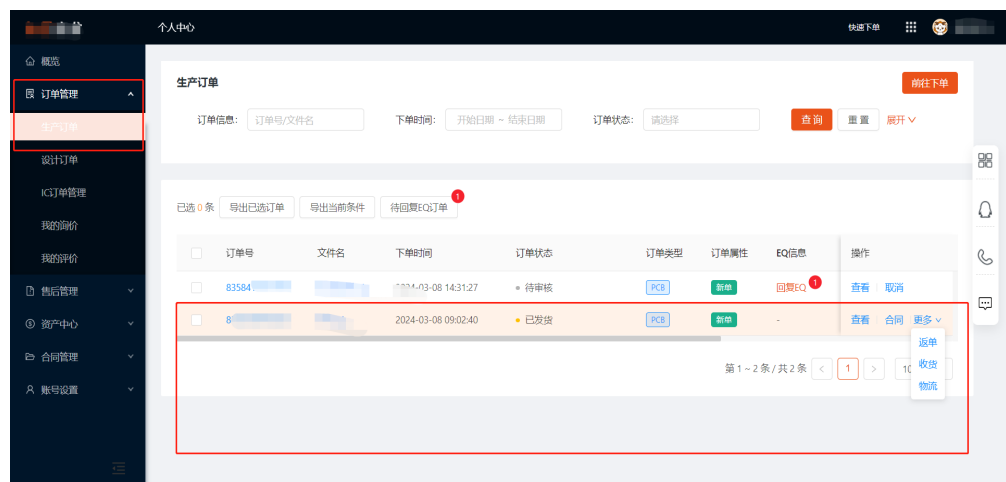 个人中心
快速下单
概览
订单管理
生产订单
设计订单
IC订单管理
我的询价
我的评价
售后管理
资产中心
合同管理
账号设置
生产订单
前往下单
订单信息: 订单号/文件名 下单时间: 开始日期 ~ 结束日期 订单状态: 请选择 查 询 重 置 展开
已选 0 条 导出已选订单 导出当前条件 待回复EQ订单 1
订单号 文件名 下单时间 订单状态 订单类型 订单属性 EQ信息 操作
83584 2024-03-08 14:31:27 待审核 PCB 新单 回复EQ 1 查看 取消
8 2024-03-08 09:02:40 已发货 PCB 新单 - 查看 合同 更多
返单
收货
物流
第 1 ~ 2 条 / 共 2 条 < 1 > 10